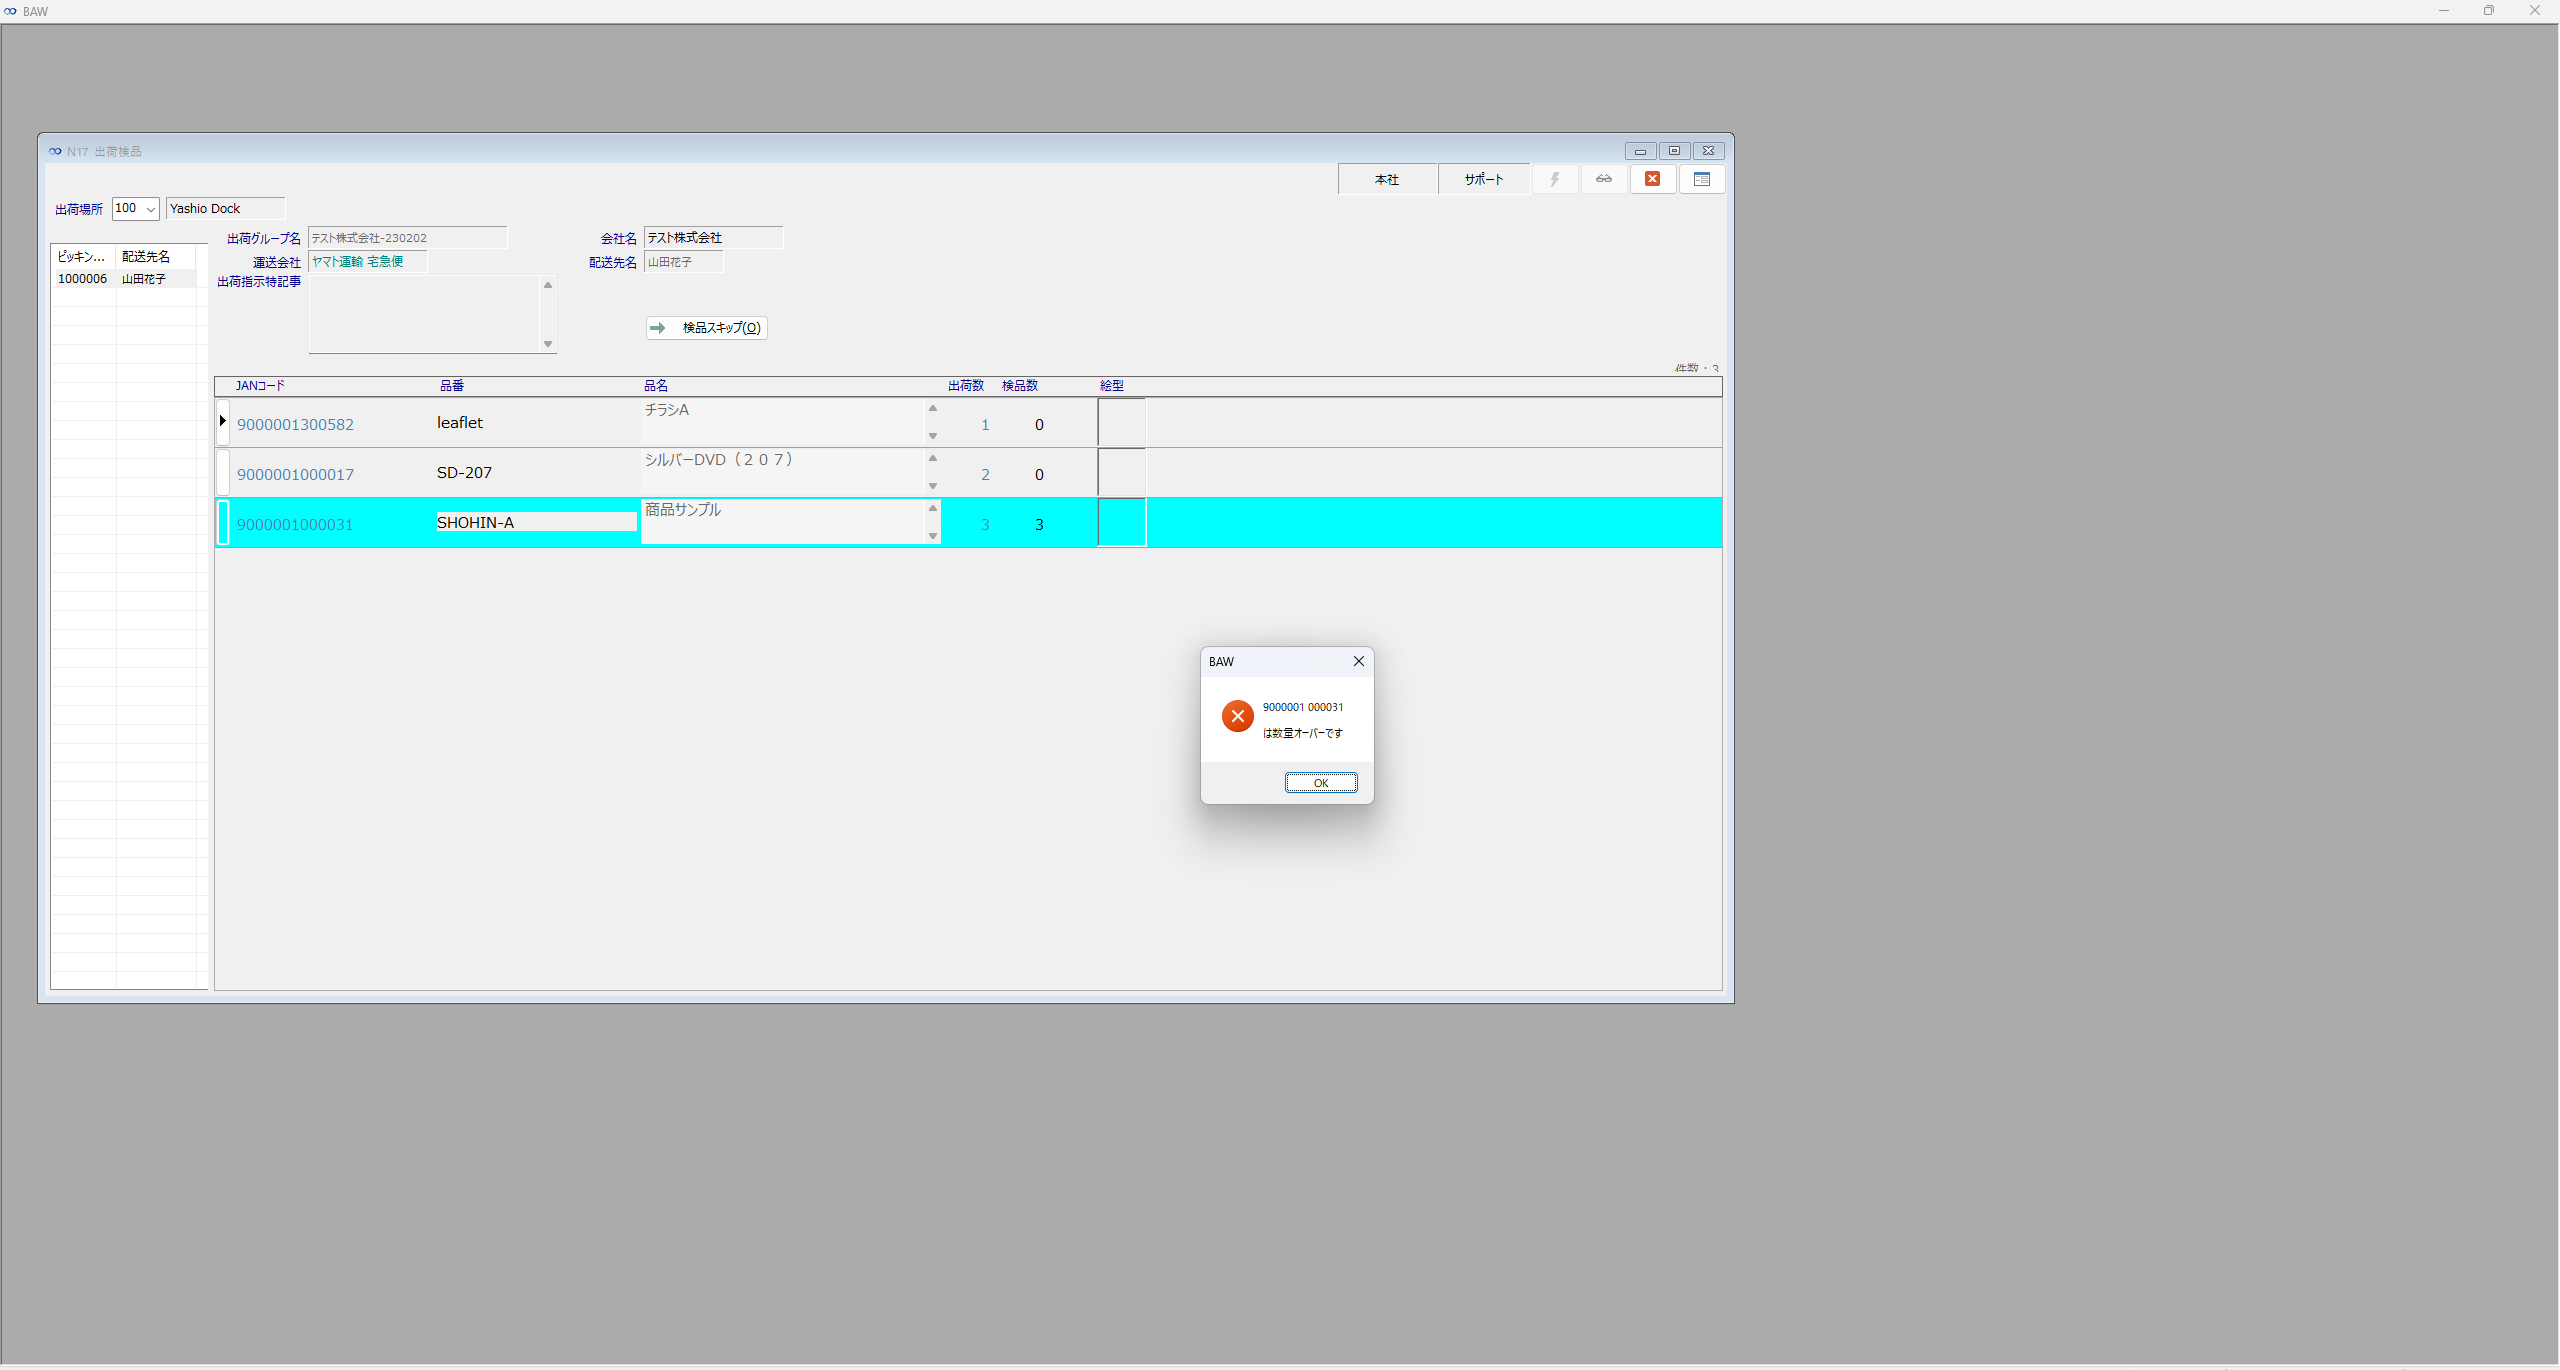 BAW
N17 出荷検品
本社 サポート
出荷場所 100 Yashio Dock
ピッキン... 配送先名
1000006 山田花子
出荷グループ名 テスト株式会社-230202 会社名 テスト株式会社
運送会社 ヤマト運輸 宅急便 配送先名 山田花子
出荷指示特記事
検品スキップ(O)
件数：3
JANコード 品番 品名 出荷数 検品数 絵型
9000001300582 leaflet チラシA 1 0
9000001000017 SD-207 シルバーDVD（２０７） 2 0
9000001000031 SHOHIN-A 商品サンプル 3 3
BAW
9000001 000031
は数量オーバーです
OK